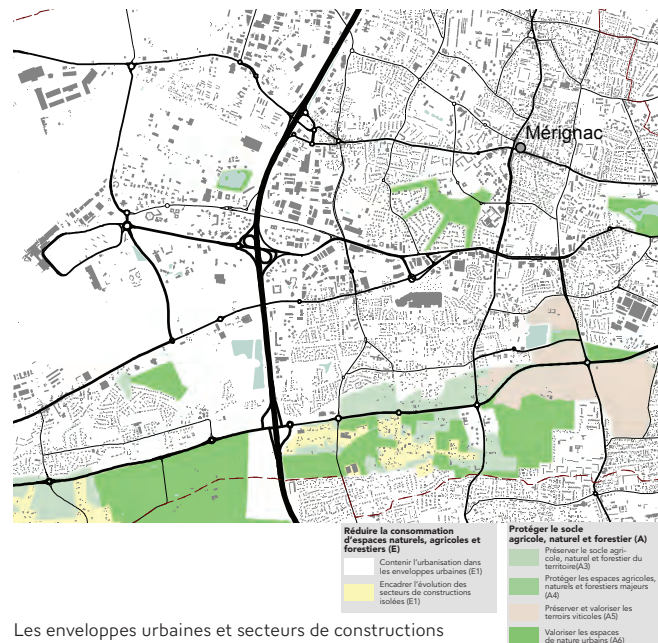 Mérignac
Réduire la consommation
d'espaces naturels, agricoles et
forestiers (E)
Contenir l'urbanisation dans
les enveloppes urbaines (E1)
Encadrer l'évolution des
secteurs de constructions
isolées (E1)
Protéger le socle
agricole, naturel et forestier (A)
Préserver le socle agri-
cole, naturel et forestier du
territoire(A3)
Protéger les espaces agricoles,
naturels et forestiers majeurs
(A4)
Préserver et valoriser les
terroirs viticoles (A5)
Valoriser les espaces
de nature urbains (A6)
Les enveloppes urbaines et secteurs de constructions